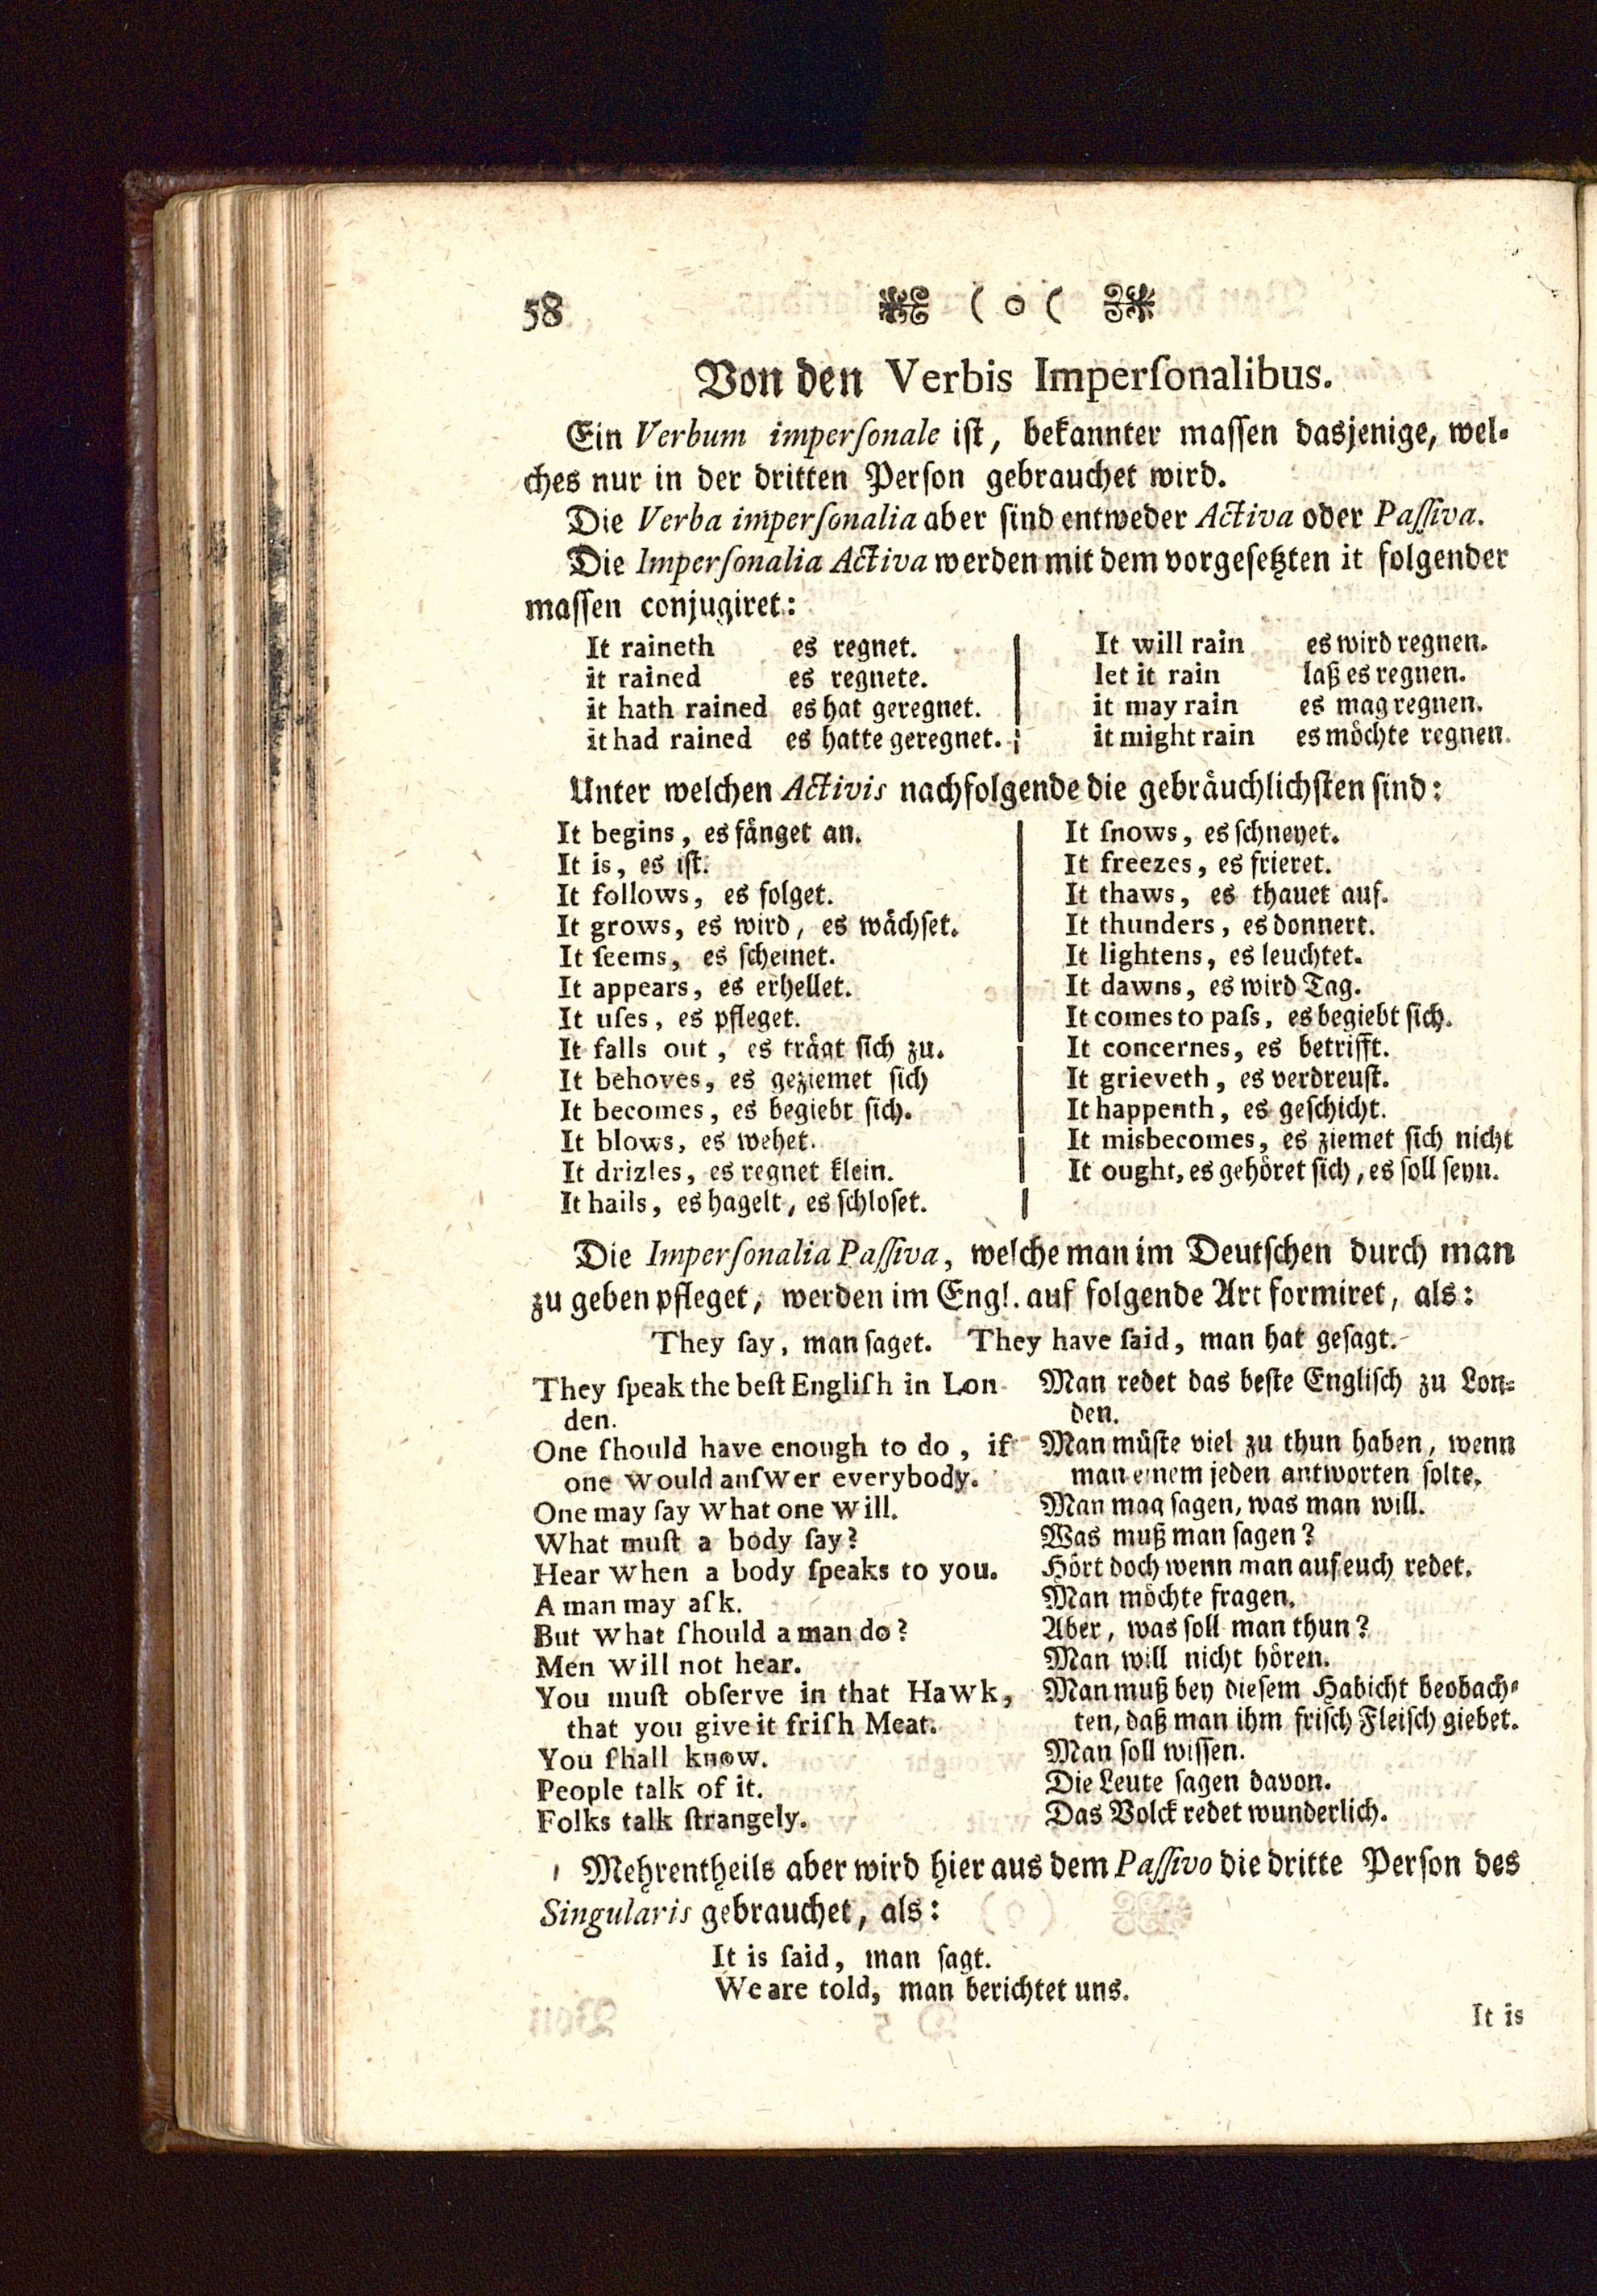 58 ( o (
Von den Verbis Imperſonalibus.
Ein Verbum imperſonale iſt, bekannter maſſen dasjenige, wel-
ches nur in der dritten Perſon gebrauchet wird.
Die Verba imperſonalia aber ſind entweder Activa oder Paſſiva.
Die Imperſonalia Activa werden mit dem vorgeſetzten it folgender
maſſen conjugiret:
It raineth es regnet.
it rained es regnete.
it hath rained es hat geregnet.
it had rained es hatte geregnet.
It will rain es wird regnen.
let it rain laß es regnen.
it may rain es mag regnen.
it might rain es möchte regnen.
Unter welchen Activis nachfolgende die gebräuchlichſten ſind:
It begins, es fänget an.
It is, es iſt.
It follows, es folget.
It grows, es wird, es wächſet.
It ſeems, es ſcheinet.
It appears, es erhellet.
It uſes, es pfleget.
It falls out, es trägt ſich zu.
It behoves, es geziemet ſich
It becomes, es begiebt ſich.
It blows, es wehet.
It drizles, es regnet klein.
It hails, es hagelt, es ſchloſet.
It ſnows, es ſchneyet.
It freezes, es frieret.
It thaws, es thauet auf.
It thunders, es donnert.
It lightens, es leuchtet.
It dawns, es wird Tag.
It comes to paſs, es begiebt ſich.
It concernes, es betrifft.
It grieveth, es verdreuſt.
It happenth, es geſchicht.
It misbecomes, es ziemet ſich nicht
It ought, es gehöret ſich, es ſoll ſeyn.
Die Imperſonalia Paſſiva, welche man im Deutſchen durch man
zu geben pfleget, werden im Engl. auf folgende Art formiret, als:
They ſay, man ſaget. They have ſaid, man hat geſagt.
They ſpeak the beſt Engliſh in Lon-
den.
One ſhould have enough to do, if
one would anſwer everybody.
One may ſay what one will.
What muſt a body ſay?
Hear when a body ſpeaks to you.
A man may aſk.
But what ſhould a man do?
Men will not hear.
You muſt obſerve in that Hawk,
that you give it friſh Meat.
You ſhall know.
People talk of it.
Folks talk ſtrangely.
Man redet das beſte Engliſch zu Lon-
den.
Man müſte viel zu thun haben, wenn
man einem jeden antworten ſolte.
Man mag ſagen, was man will.
Was muß man ſagen?
Hört doch wenn man auf euch redet.
Man möchte fragen.
Aber, was ſoll man thun?
Man will nicht hören.
Man muß bey dieſem Habicht beobach-
ten, daß man ihm friſch Fleiſch giebet.
Man ſoll wiſſen.
Die Leute ſagen davon.
Das Volck redet wunderlich.
Mehrentheils aber wird hier aus dem Paſſivo die dritte Perſon des
Singularis gebrauchet, als:
It is ſaid, man ſagt.
We are told, man berichtet uns.
It is